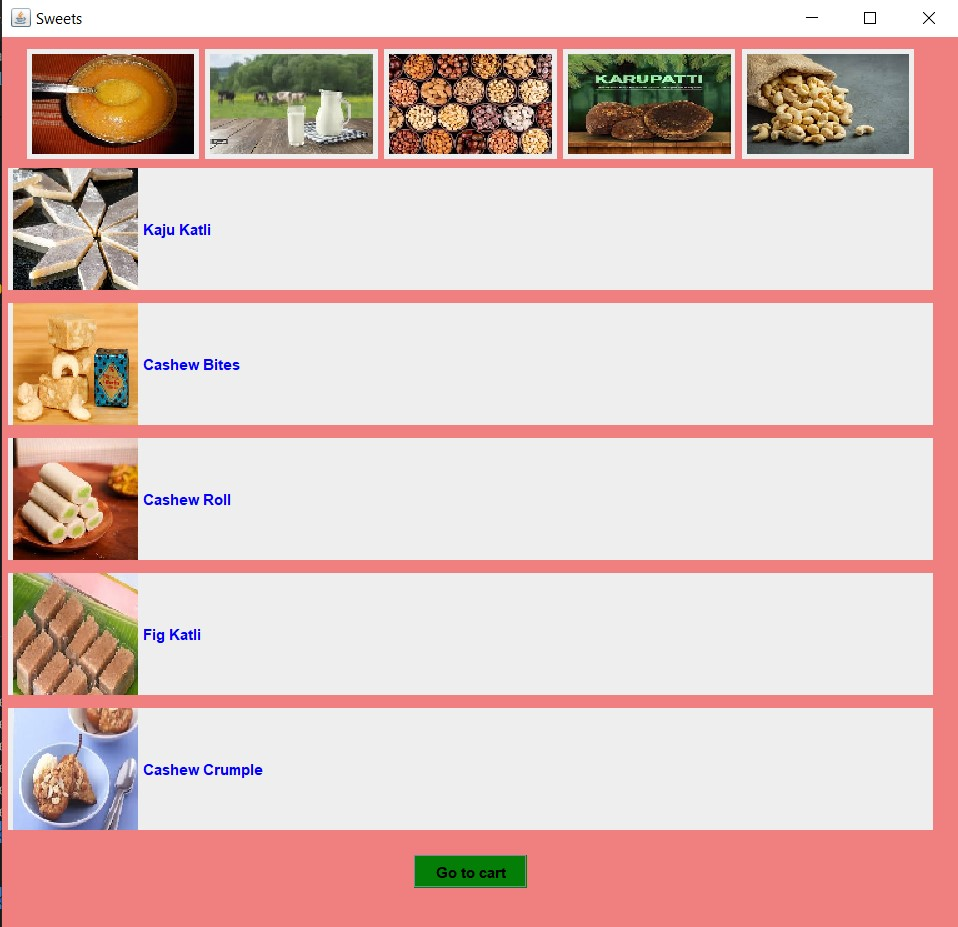 Sweets
KARUPATTI
Kaju Katli
Cashew Bites
Cashew Roll
Fig Katli
Cashew Crumple
Go to cart